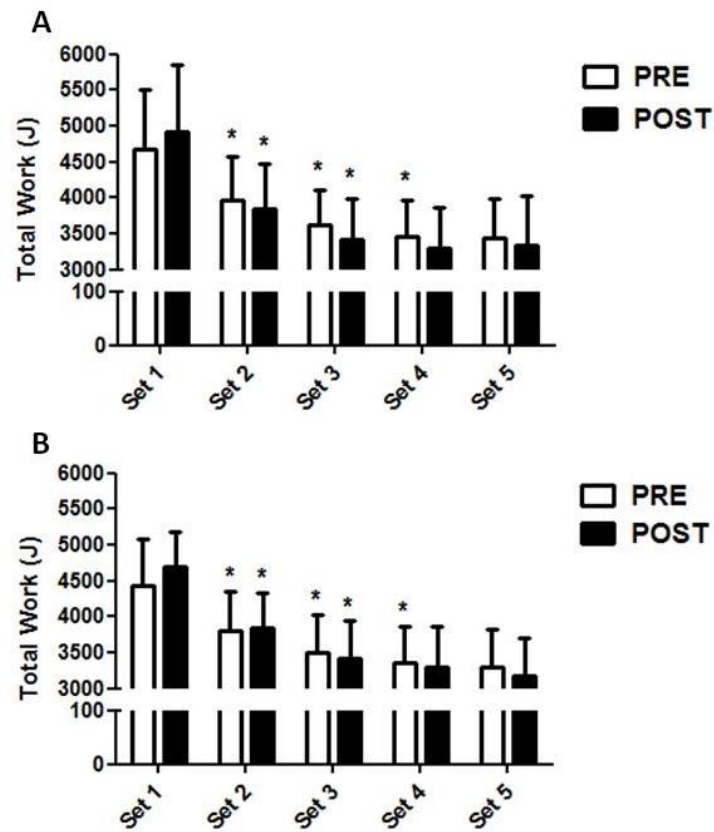 A
6000
5500
5000
4500
4000
3500
3000
100
0
Total Work (J)
* * * * *
PRE
POST
Set 1 Set 2 Set 3 Set 4 Set 5
B
6000
5500
5000
4500
4000
3500
3000
100
0
Total Work (J)
* * * * *
PRE
POST
Set 1 Set 2 Set 3 Set 4 Set 5